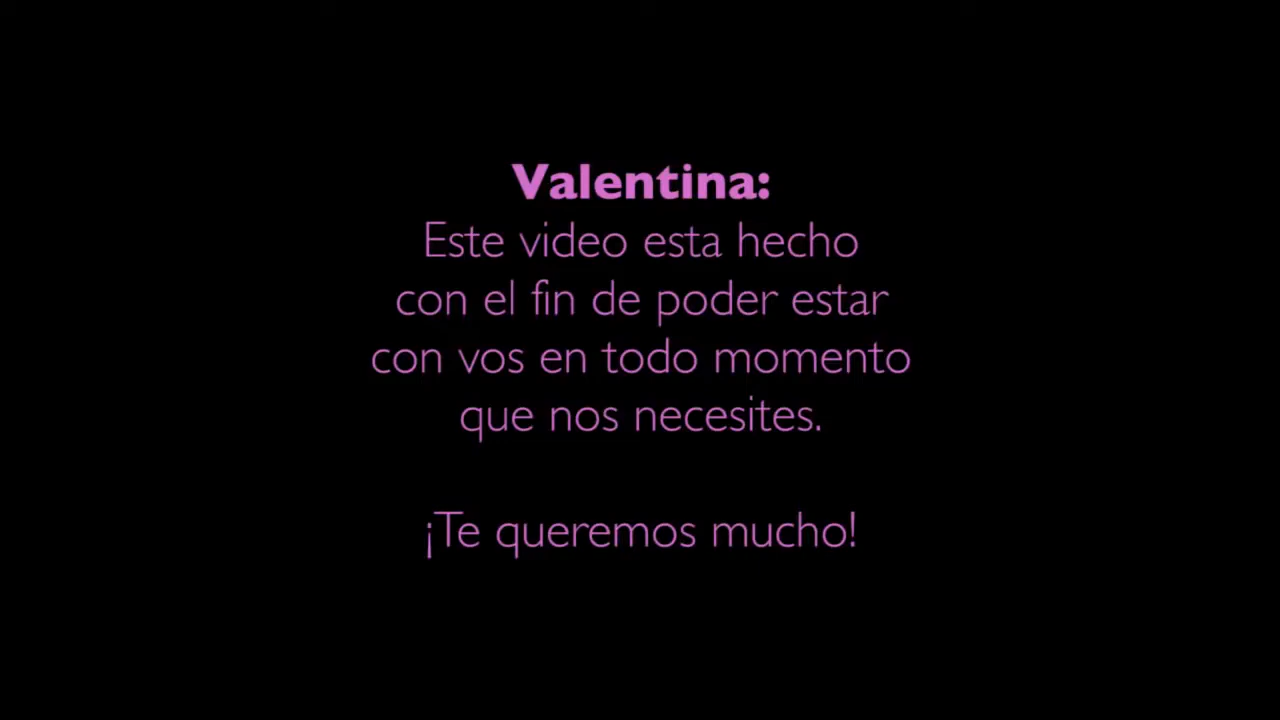 Valentina:
Este video esta hecho
con el fin de poder estar
con vos en todo momento
que nos necesites.
¡Te queremos mucho!